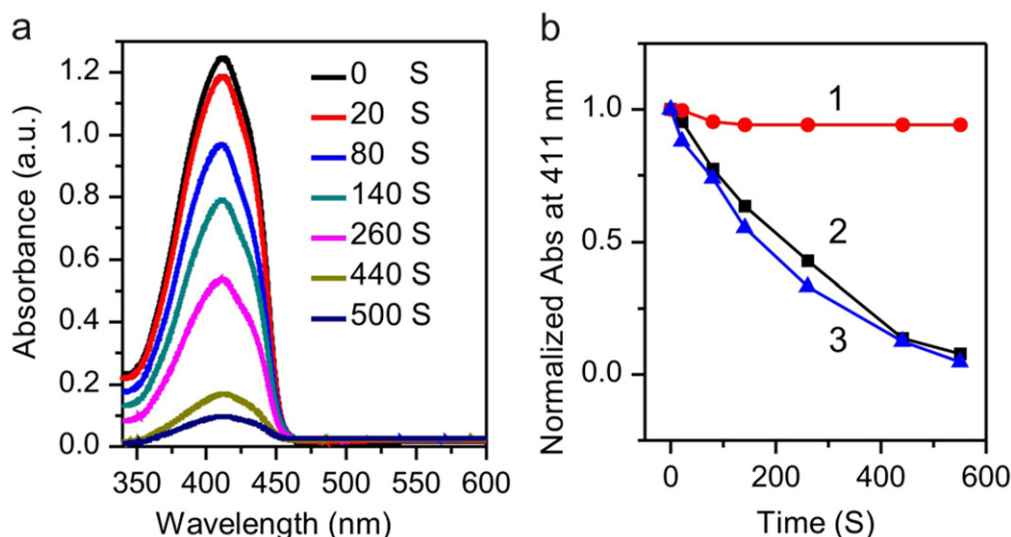 a
Absorbance (a.u.)
1.2
1.0
0.8
0.6
0.4
0.2
0.0
0 S
20 S
80 S
140 S
260 S
440 S
500 S
350 400 450 500 550 600
Wavelength (nm)
b
Normalized Abs at 411 nm
1.0
0.5
0.0
1
2
3
0 200 400 600
Time (S)